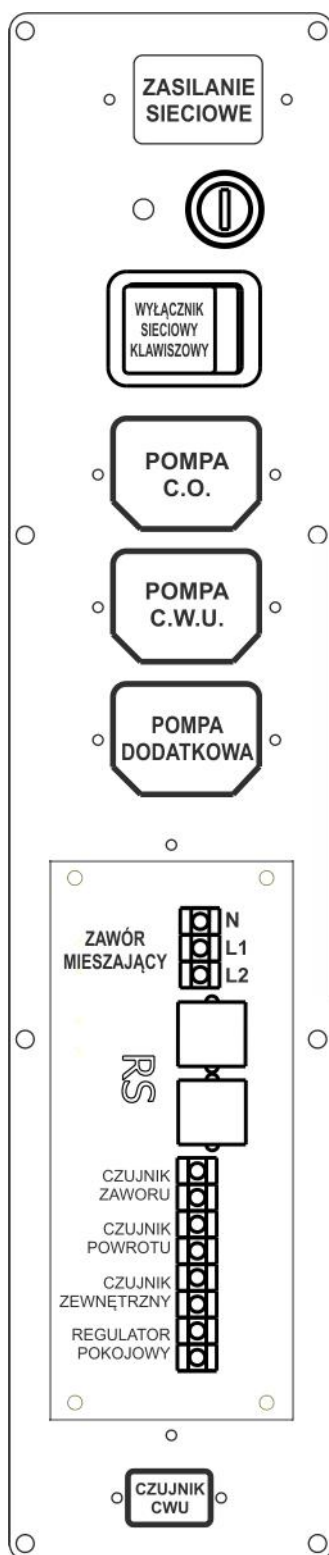 ZASILANIE
SIECIOWE
WYŁĄCZNIK
SIECIOWY
KLAWISZOWY
POMPA
C.O.
POMPA
C.W.U.
POMPA
DODATKOWA
ZAWÓR
MIESZAJĄCY
N
L1
L2
RS
CZUJNIK
ZAWORU
CZUJNIK
POWROTU
CZUJNIK
ZEWNĘTRZNY
REGULATOR
POKOJOWY
CZUJNIK
CWU